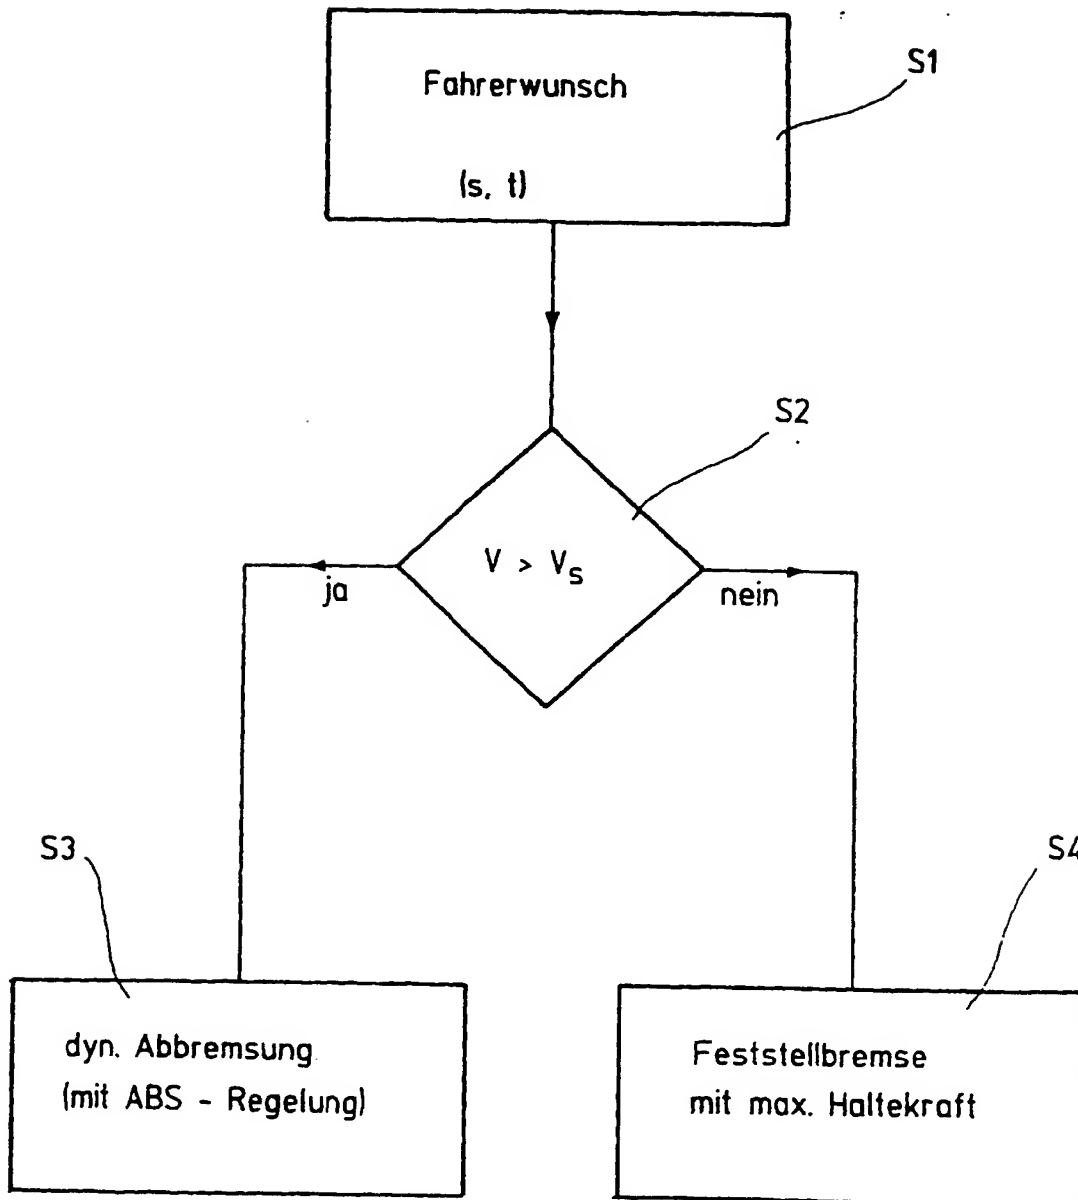 Fahrerwunsch
(s, t)
S1
S2
V > Vs
ja
nein
S3
S4
dyn. Abbremsung
(mit ABS - Regelung)
Feststellbremse
mit max. Haltekraft